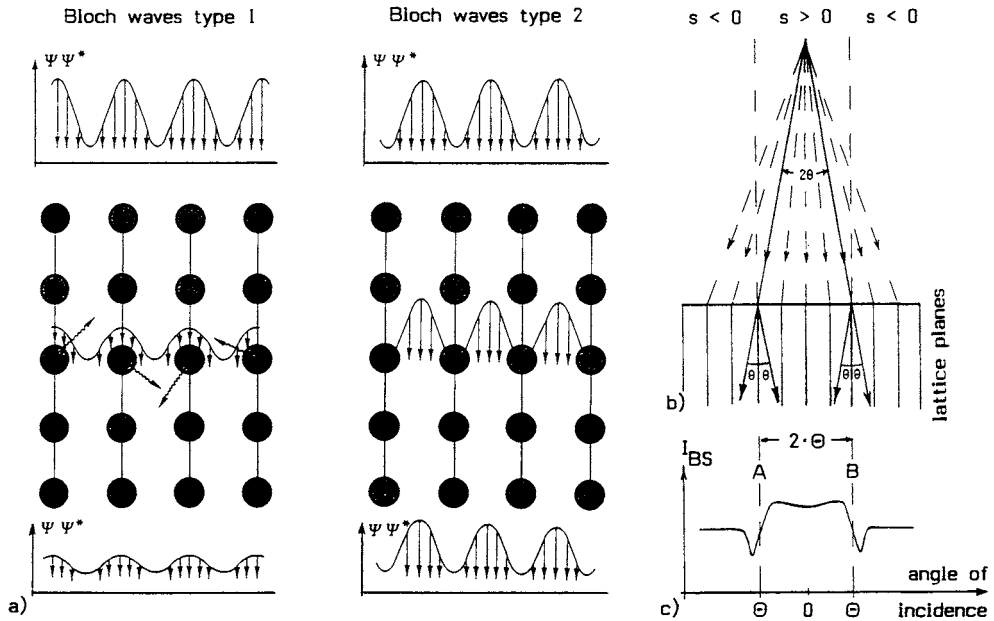 Bloch waves type 1
Bloch waves type 2
s < 0 s > 0 s < 0
ΨΨ*
ΨΨ*
2θ
θ θ
θ θ
lattice planes
b)
ΨΨ*
ΨΨ*
a)
I_BS
2·Θ
A
B
angle of
incidence
Θ 0 Θ
c)